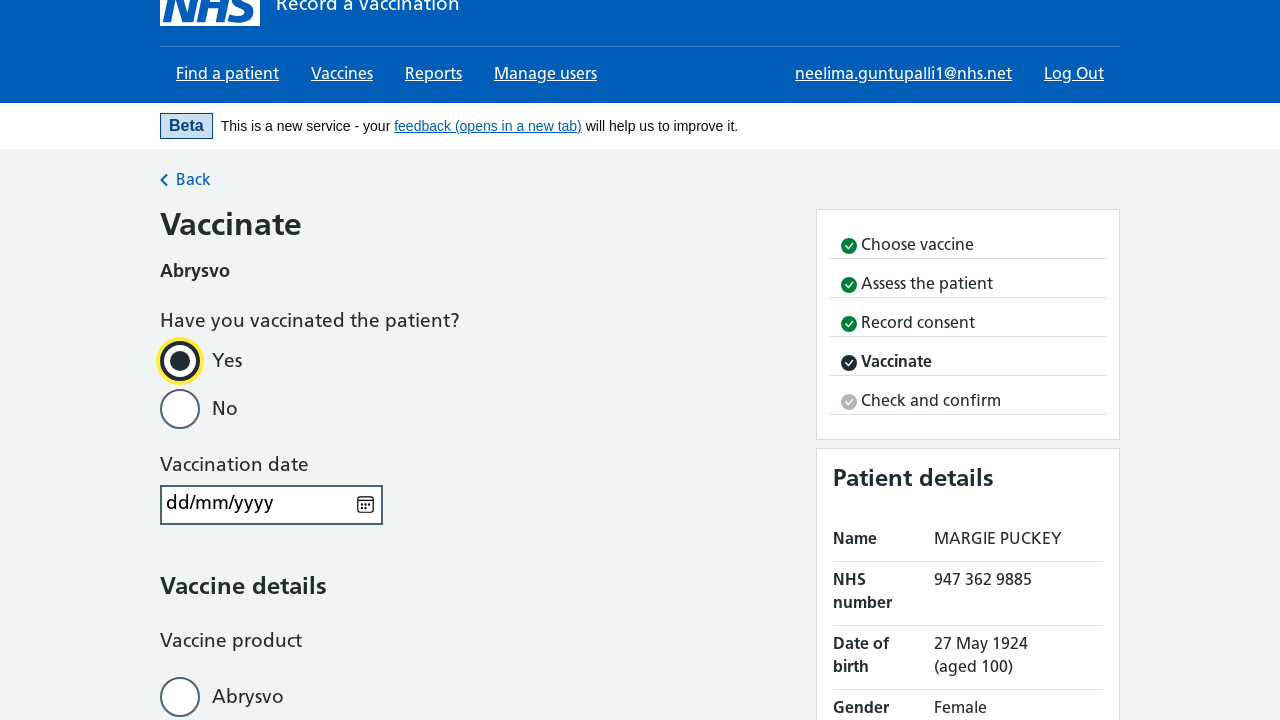 NHS Record a vaccination
Find a patient Vaccines Reports Manage users neelima.guntupalli1@nhs.net Log Out
Beta This is a new service - your feedback (opens in a new tab) will help us to improve it.
Back
Vaccinate
Abrysvo
Have you vaccinated the patient?
Yes
No
Vaccination date
dd/mm/yyyy
Vaccine details
Vaccine product
Abrysvo
Choose vaccine
Assess the patient
Record consent
Vaccinate
Check and confirm
Patient details
Name MARGIE PUCKEY
NHS 947 362 9885
number
Date of 27 May 1924
birth (aged 100)
Gender Female